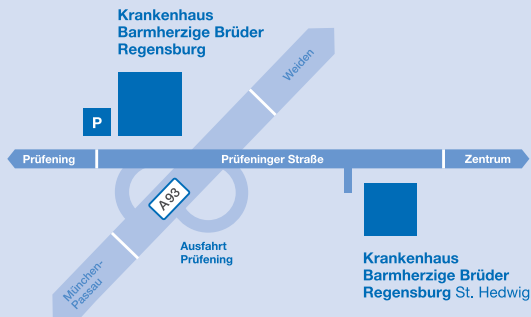 Krankenhaus
Barmherzige Brüder
Regensburg
Weiden
P
Prüfening
Prüfeninger Straße
Zentrum
A93
Ausfahrt
Prüfening
München-
Passau
Krankenhaus
Barmherzige Brüder
Regensburg St. Hedwig